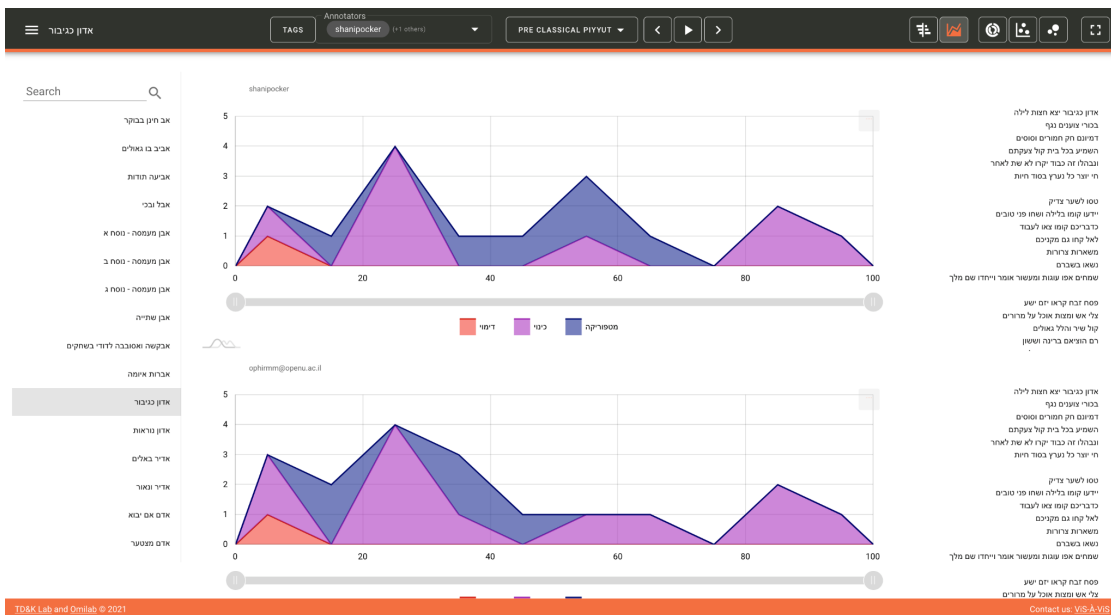 אדון כגיבור
TAGS
Annotators
shanipocker (+1 others)
PRE CLASSICAL PIYYUT
Search
אב חינן בבוקר
אביב בו גאולים
אביעה תודות
אבל ובכי
אבן מעמסה - נוסח א
אבן מעמסה - נוסח ב
אבן מעמסה - נוסח ג
אבן שתייה
אבקשה ואסובבה לדודי בשחקים
אברות איומה
אדון כגיבור
אדון נוראות
אדיר באלים
אדיר ונאור
אדם אם יבוא
אדם מצטער
shanipocker
5
4
3
2
1
0
0 20 40 60 80 100
דימוי
כינוי
מטפוריקה
אדון כגיבור יצא חצות לילה
בכורי צוענים נגף
דמיונם חק חמורים וסוסים
השמיע בכל בית קול צעקתם
ונבהלו זה כבוד יקרו לא שת לאחר
חי יוצר כל נערץ בסוד חיות
טסו לשער צדיק
יידעו קומו בלילה ושחו פני טובים
כדבריכם קומו צאו לעבוד
לאל קחו גם מקניכם
משארות צרורות
נשאו בשברם
שמחים אפו עוגות ומעשור אומר וייחדו שם מלך
פסח זבח קראו יזם ישע
צלי אש ומצות אוכל על מרורים
קול שיר והלל גאולים
רם הוציאם ברינה וששון
ophirmm@openu.ac.il
5
4
3
2
1
0
0 20 40 60 80 100
אדון כגיבור יצא חצות לילה
בכורי צוענים נגף
דמיונם חק חמורים וסוסים
השמיע בכל בית קול צעקתם
ונבהלו זה כבוד יקרו לא שת לאחר
חי יוצר כל נערץ בסוד חיות
טסו לשער צדיק
יידעו קומו בלילה ושחו פני טובים
כדבריכם קומו צאו לעבוד
לאל קחו גם מקניכם
משארות צרורות
נשאו בשברם
שמחים אפו עוגות ומעשור אומר וייחדו שם מלך
פסח זבח קראו יזם ישע
צלי אש ומצות אוכל על מרורים
TD&K Lab and Omilab © 2021
Contact us: ViS-À-ViS